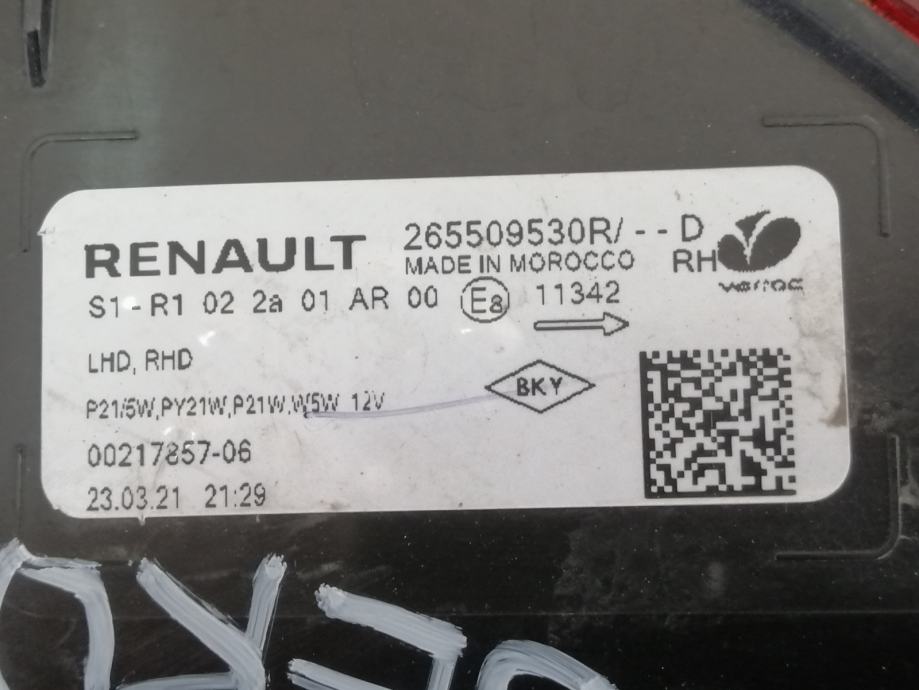 RENAULT
265509530R/--D
MADE IN MOROCCO
RH
varroc
S1-R1 02 2a 01 AR 00 E8 11342
LHD, RHD
P21/5W,PY21W,P21W,W5W 12V
BKY
00217857-06
23.03.21 21:29